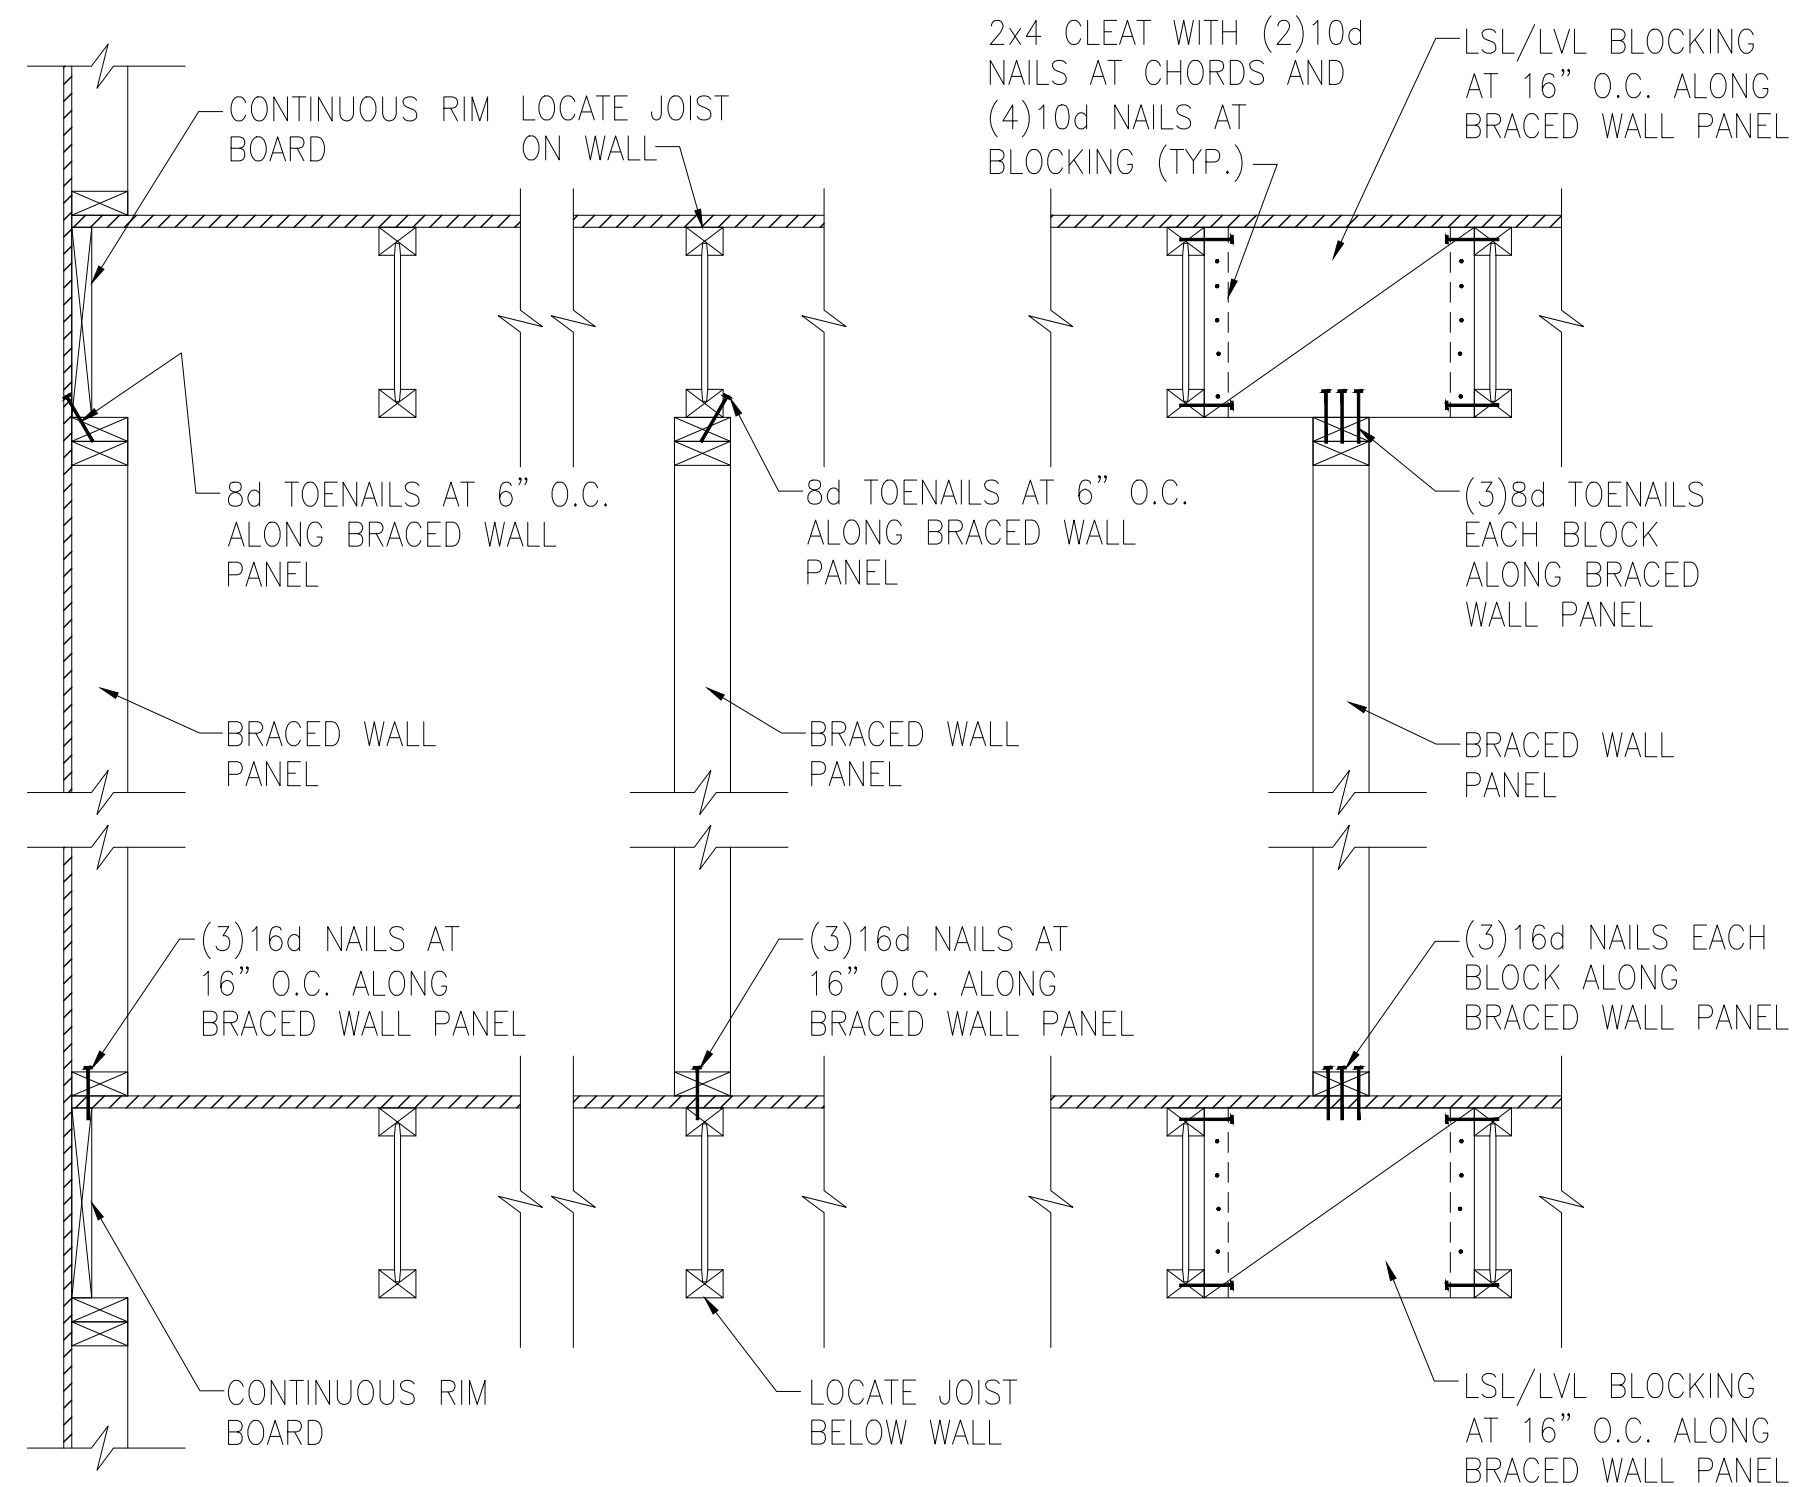 2x4 CLEAT WITH (2)10d
NAILS AT CHORDS AND
(4)10d NAILS AT
BLOCKING (TYP.)
LSL/LVL BLOCKING
AT 16” O.C. ALONG
BRACED WALL PANEL
CONTINUOUS RIM
BOARD
LOCATE JOIST
ON WALL
8d TOENAILS AT 6” O.C.
ALONG BRACED WALL
PANEL
8d TOENAILS AT 6” O.C.
ALONG BRACED WALL
PANEL
(3)8d TOENAILS
EACH BLOCK
ALONG BRACED
WALL PANEL
BRACED WALL
PANEL
BRACED WALL
PANEL
BRACED WALL
PANEL
(3)16d NAILS AT
16” O.C. ALONG
BRACED WALL PANEL
(3)16d NAILS AT
16” O.C. ALONG
BRACED WALL PANEL
(3)16d NAILS EACH
BLOCK ALONG
BRACED WALL PANEL
CONTINUOUS RIM
BOARD
LOCATE JOIST
BELOW WALL
LSL/LVL BLOCKING
AT 16” O.C. ALONG
BRACED WALL PANEL